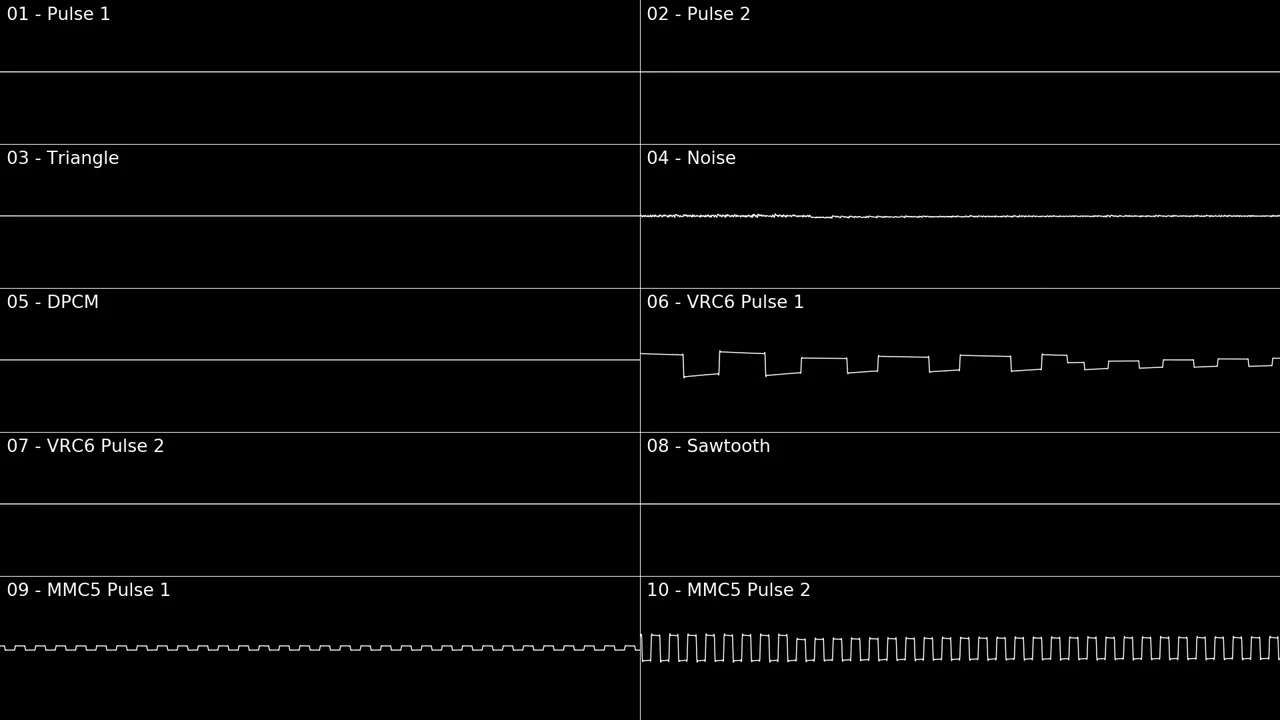 01 - Pulse 1
02 - Pulse 2
03 - Triangle
04 - Noise
05 - DPCM
06 - VRC6 Pulse 1
07 - VRC6 Pulse 2
08 - Sawtooth
09 - MMC5 Pulse 1
10 - MMC5 Pulse 2